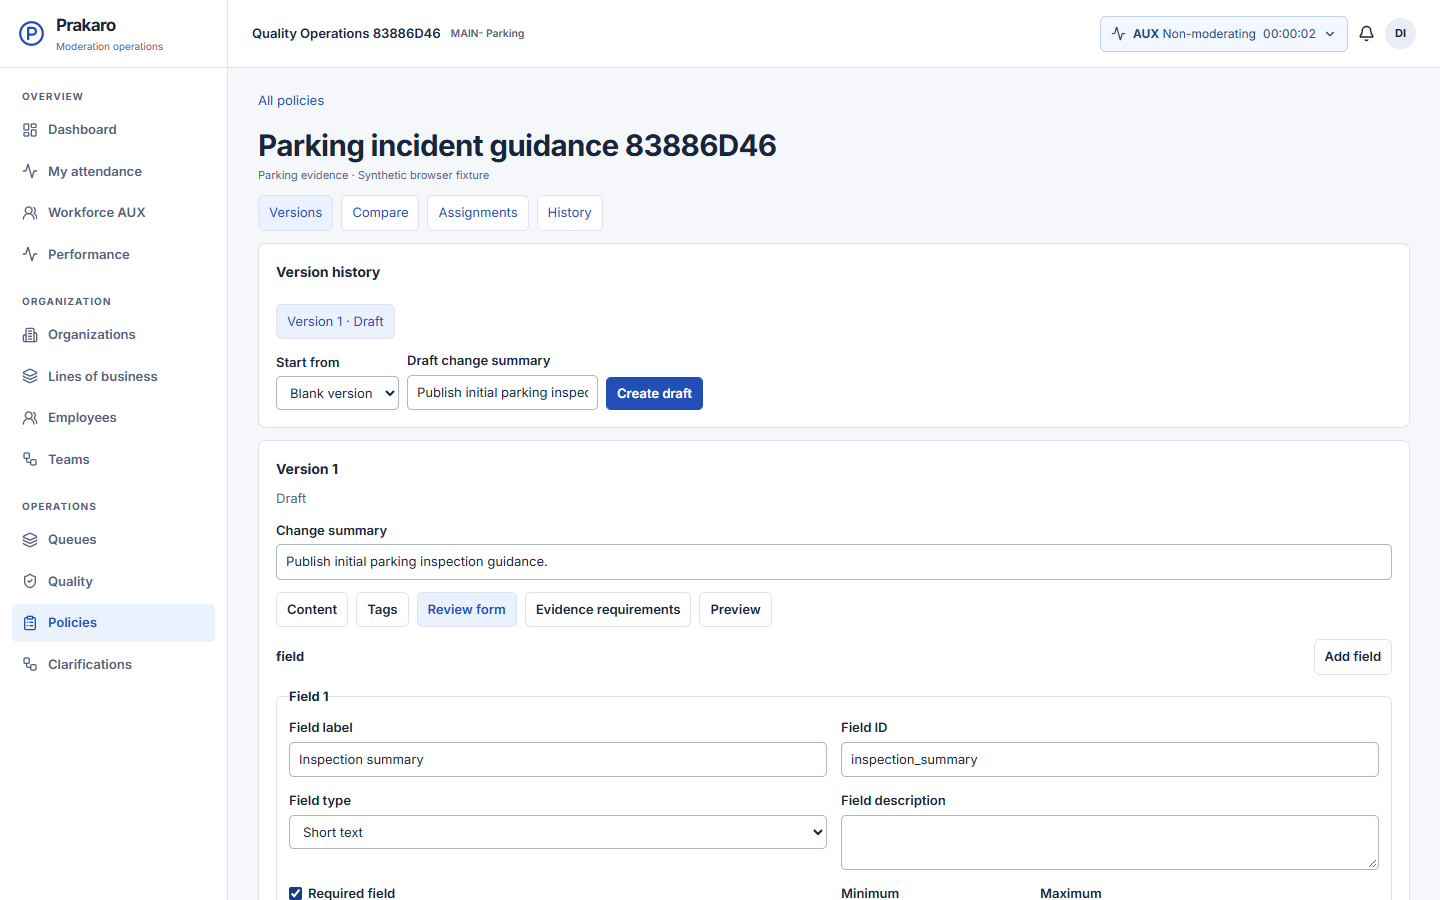 Prakaro
Moderation operations
Quality Operations 83886D46 MAIN- Parking
AUX Non-moderating 00:00:02
DI
OVERVIEW
Dashboard
My attendance
Workforce AUX
Performance
ORGANIZATION
Organizations
Lines of business
Employees
Teams
OPERATIONS
Queues
Quality
Policies
Clarifications
All policies
Parking incident guidance 83886D46
Parking evidence · Synthetic browser fixture
Versions Compare Assignments History
Version history
Version 1 · Draft
Start from Draft change summary
Blank version Publish initial parking inspec Create draft
Version 1
Draft
Change summary
Publish initial parking inspection guidance.
Content Tags Review form Evidence requirements Preview
field Add field
Field 1
Field label Field ID
Inspection summary inspection_summary
Field type Field description
Short text
Required field Minimum Maximum